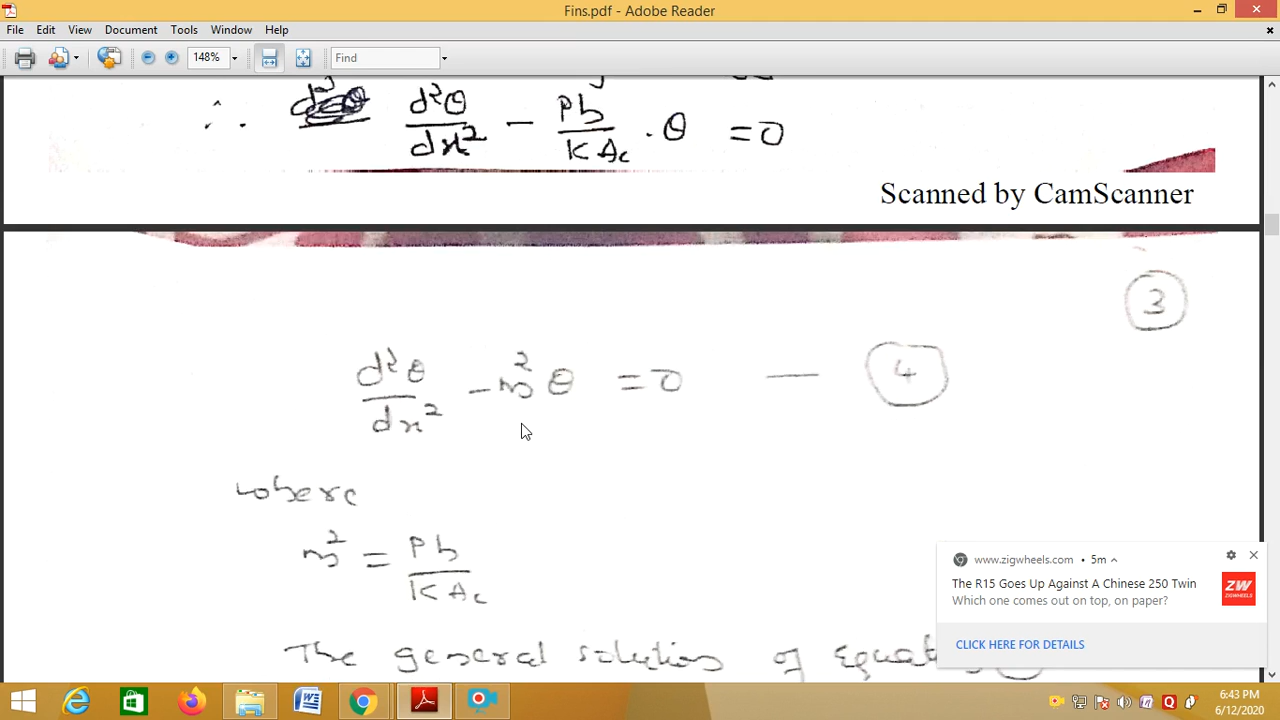 Fins.pdf - Adobe Reader
File Edit View Document Tools Window Help
148% Find
∴ d²θ/dx² - Ph/KAc . θ = 0
Scanned by CamScanner
3
d²θ/dx² - m²θ = 0 — 4
where
m² = Ph/KAc
The general solution of
www.zigwheels.com • 5m
The R15 Goes Up Against A Chinese 250 Twin
Which one comes out on top, on paper?
ZW
CLICK HERE FOR DETAILS
6:43 PM
6/12/2020